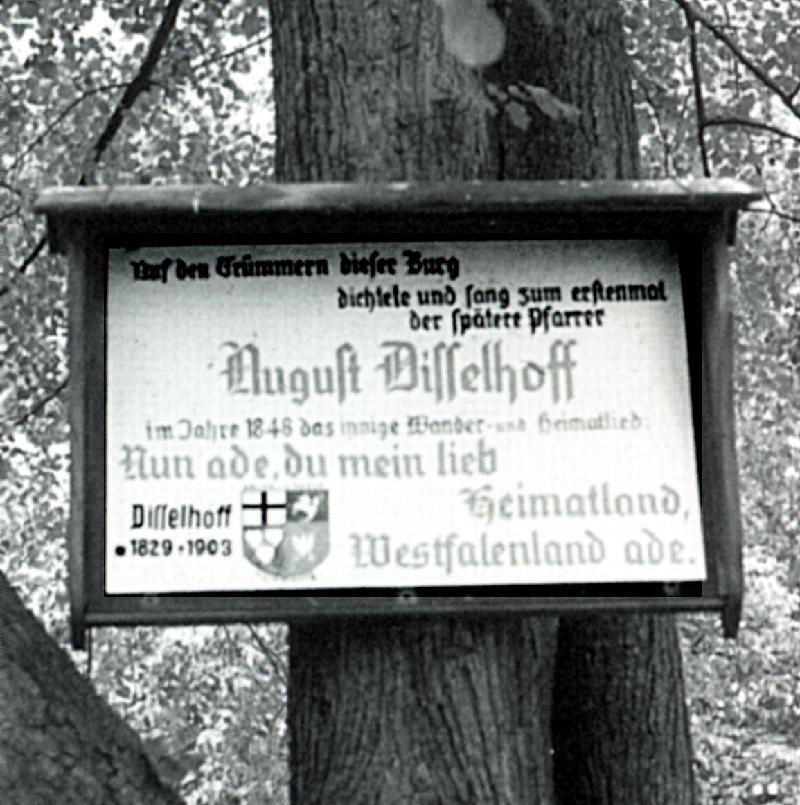 Auf den Trümmern dieser Burg
dichtete und sang zum erstenmal
der spätere Pfarrer
August Disselhoff
im Jahre 1848 das innige Wander- und Heimatlied:
Nun ade, du mein lieb
Heimatland,
Westfalenland ade.
Disselhoff
1829 • 1903